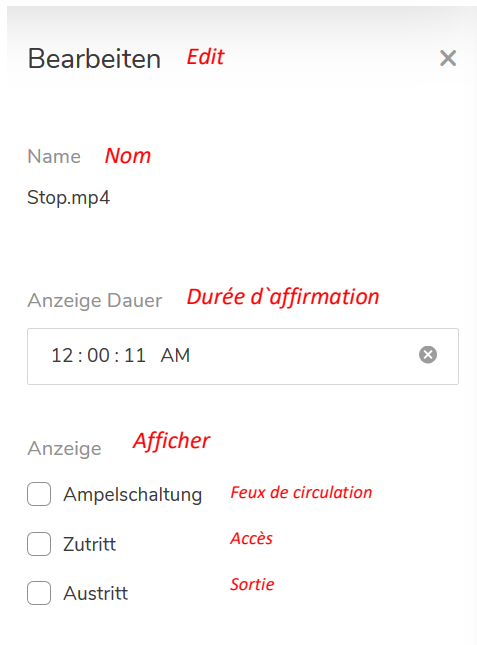 Bearbeiten Edit
Name Nom
Stop.mp4
Anzeige Dauer Durée d`affirmation
12 : 00 : 11 AM
Anzeige Afficher
Ampelschaltung Feux de circulation
Zutritt Accès
Austritt Sortie